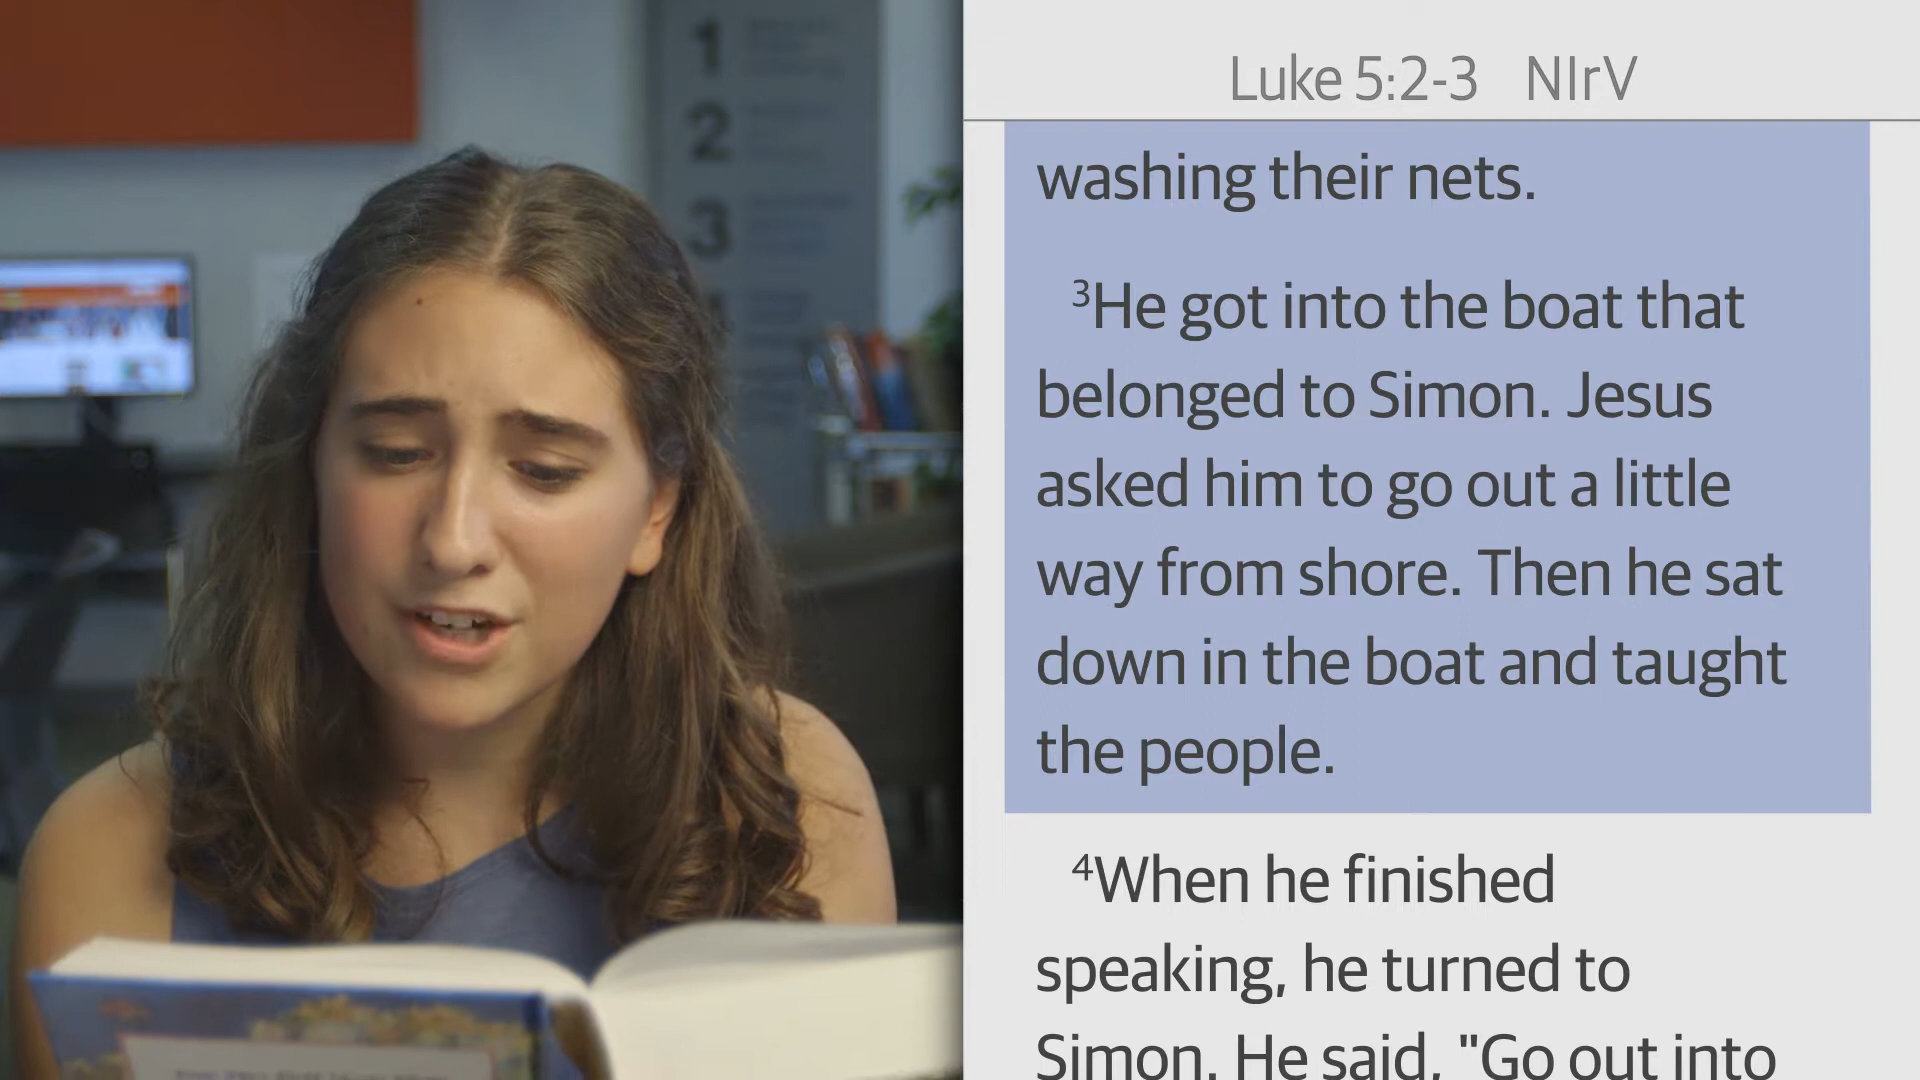 1
2
3
Luke 5:2-3 NIrV
washing their nets.
³He got into the boat that
belonged to Simon. Jesus
asked him to go out a little
way from shore. Then he sat
down in the boat and taught
the people.
⁴When he finished
speaking, he turned to
Simon. He said, "Go out into